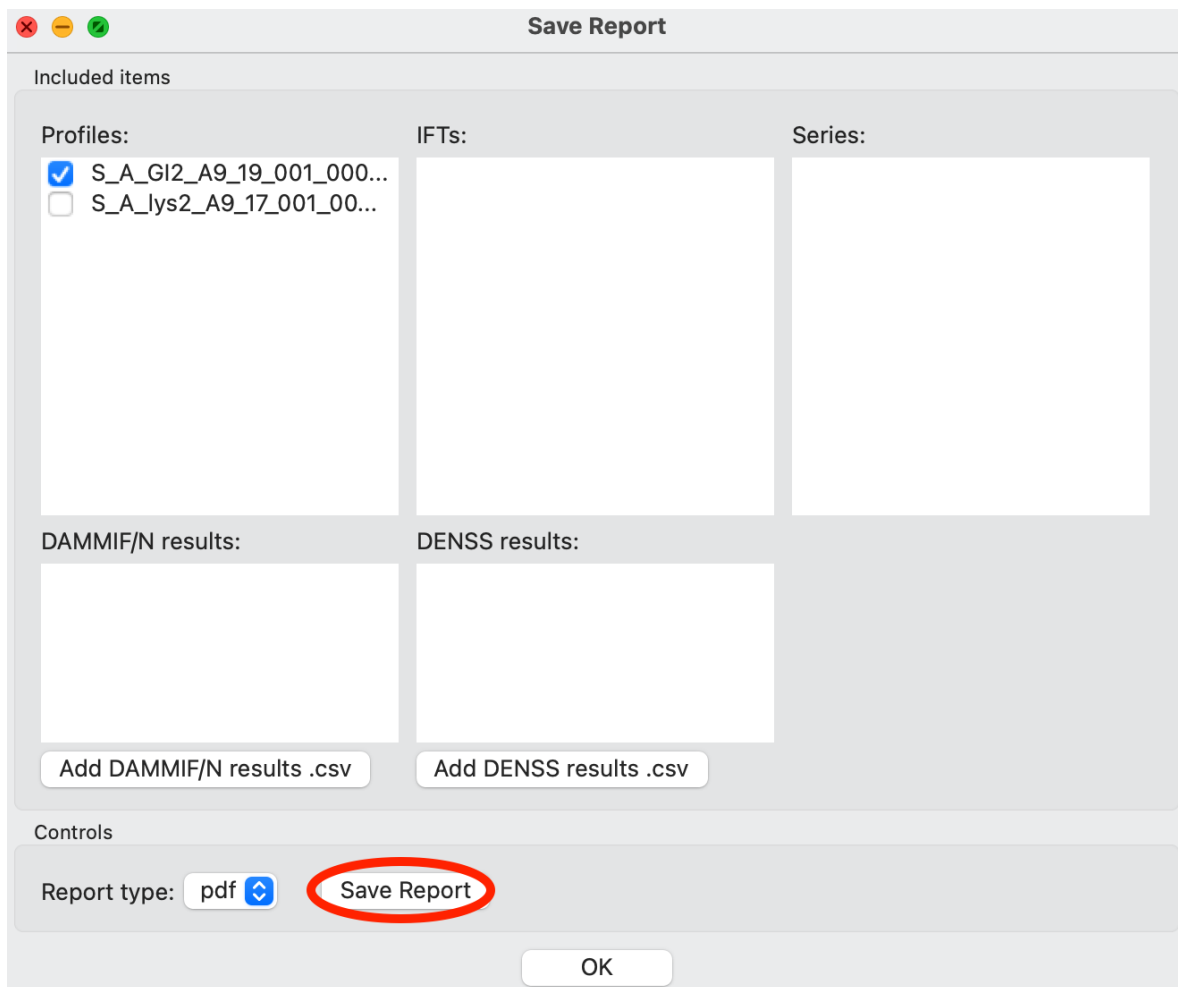 Save Report
Included items
Profiles:
IFTs:
Series:
S_A_GI2_A9_19_001_000...
S_A_lys2_A9_17_001_00...
DAMMIF/N results:
DENSS results:
Add DAMMIF/N results .csv
Add DENSS results .csv
Controls
Report type: pdf Save Report
OK